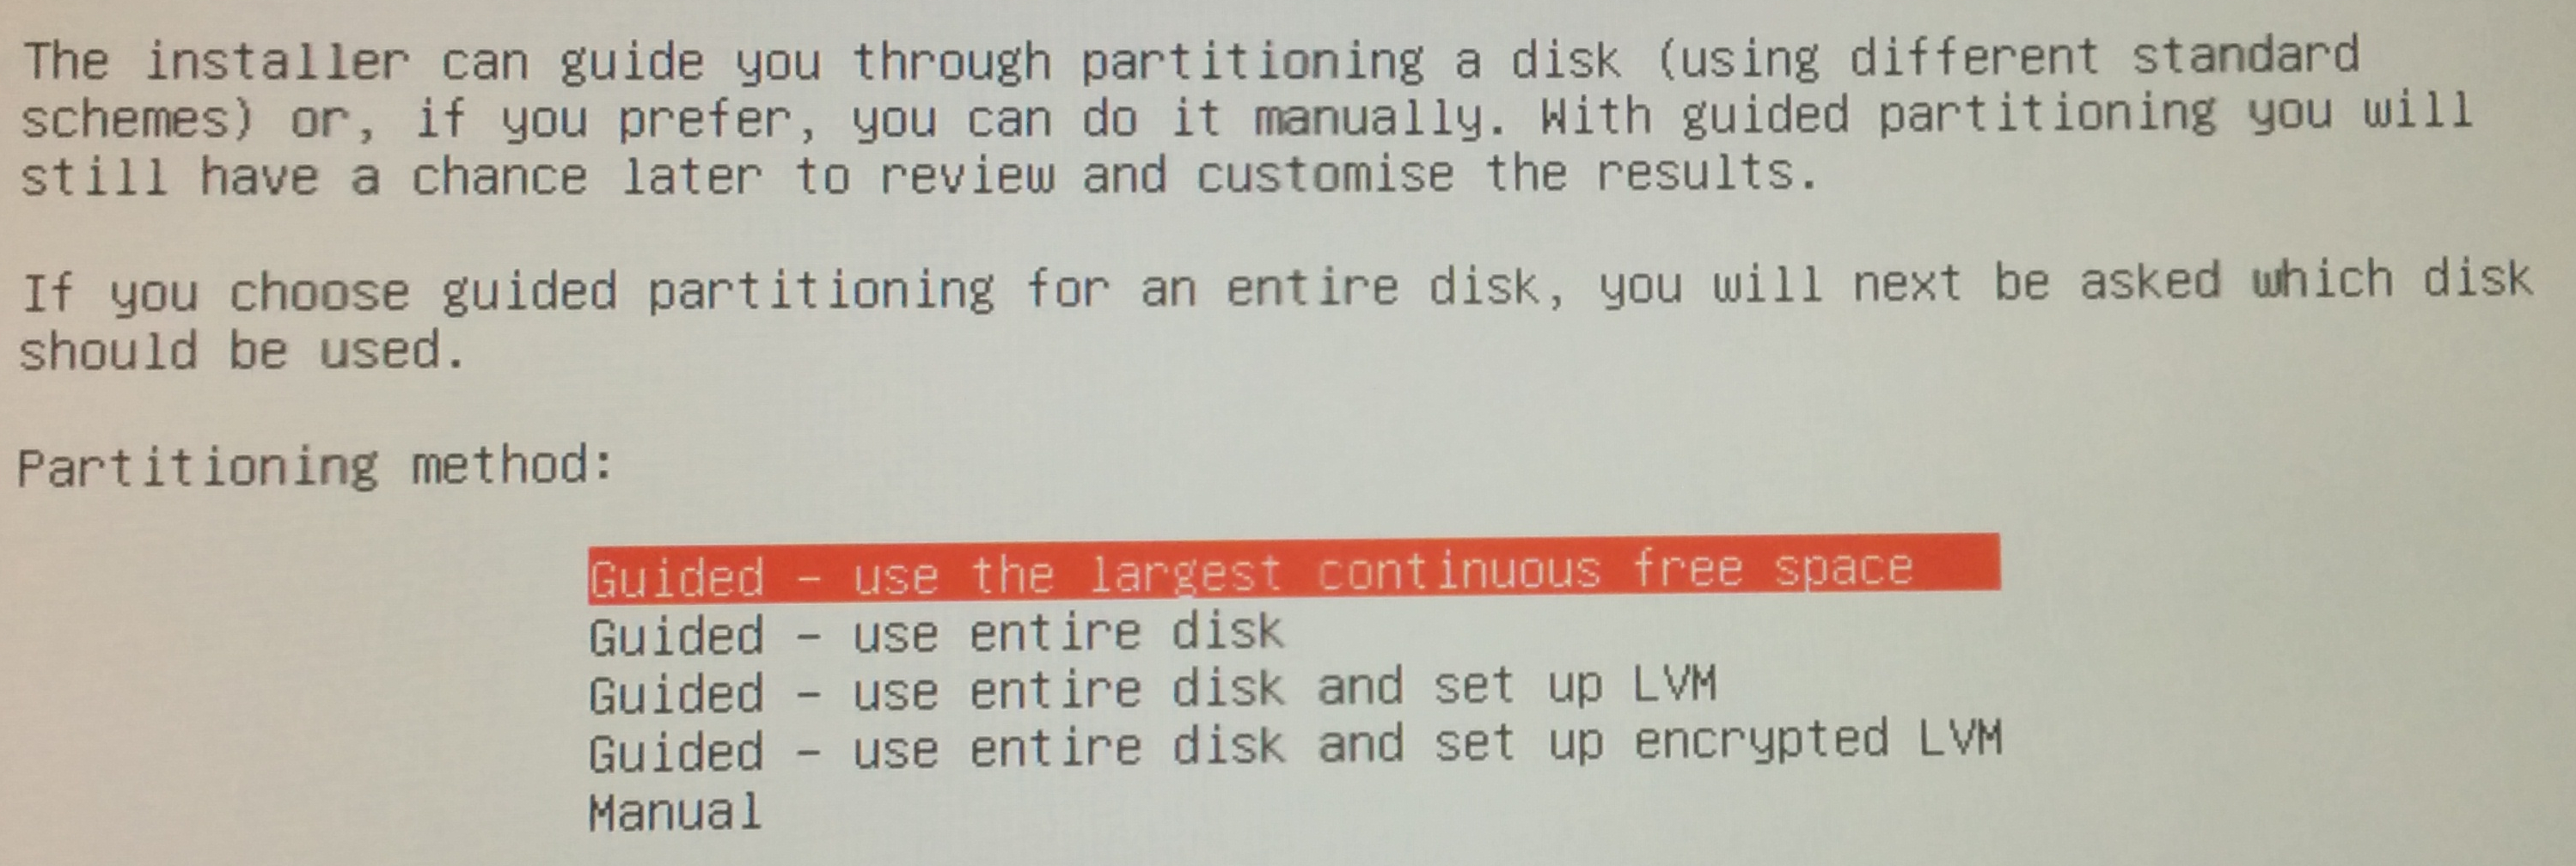 The installer can guide you through partitioning a disk (using different standard
schemes) or, if you prefer, you can do it manually. With guided partitioning you will
still have a chance later to review and customise the results.
If you choose guided partitioning for an entire disk, you will next be asked which disk
should be used.
Partitioning method:
Guided - use the largest continuous free space
Guided - use entire disk
Guided - use entire disk and set up LVM
Guided - use entire disk and set up encrypted LVM
Manual